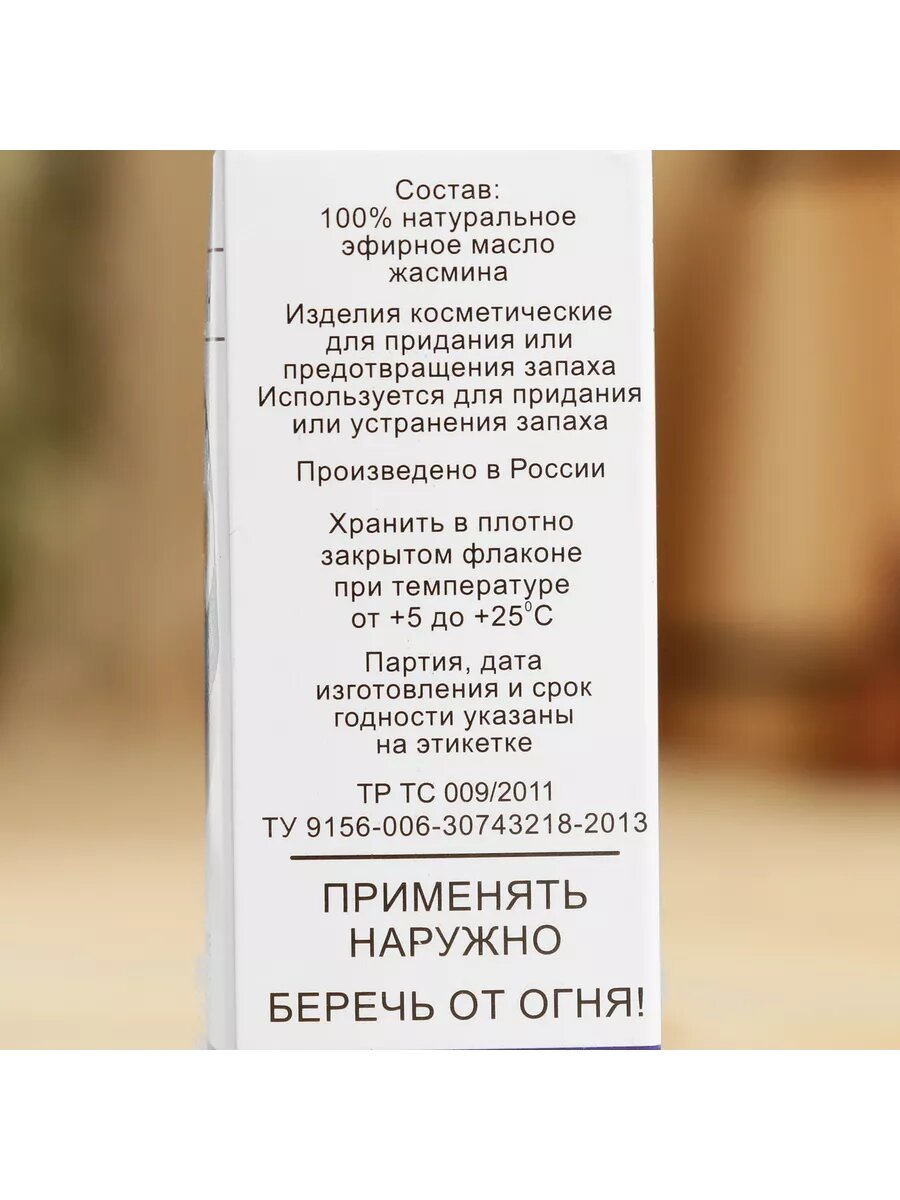 Состав:
100% натуральное
эфирное масло
жасмина
Изделия косметические
для придания или
предотвращения запаха
Используется для придания
или устранения запаха
Произведено в России
Хранить в плотно
закрытом флаконе
при температуре
от +5 до +25⁰С
Партия, дата
изготовления и срок
годности указаны
на этикетке
ТР ТС 009/2011
ТУ 9156-006-30743218-2013
ПРИМЕНЯТЬ
НАРУЖНО
БЕРЕЧЬ ОТ ОГНЯ!